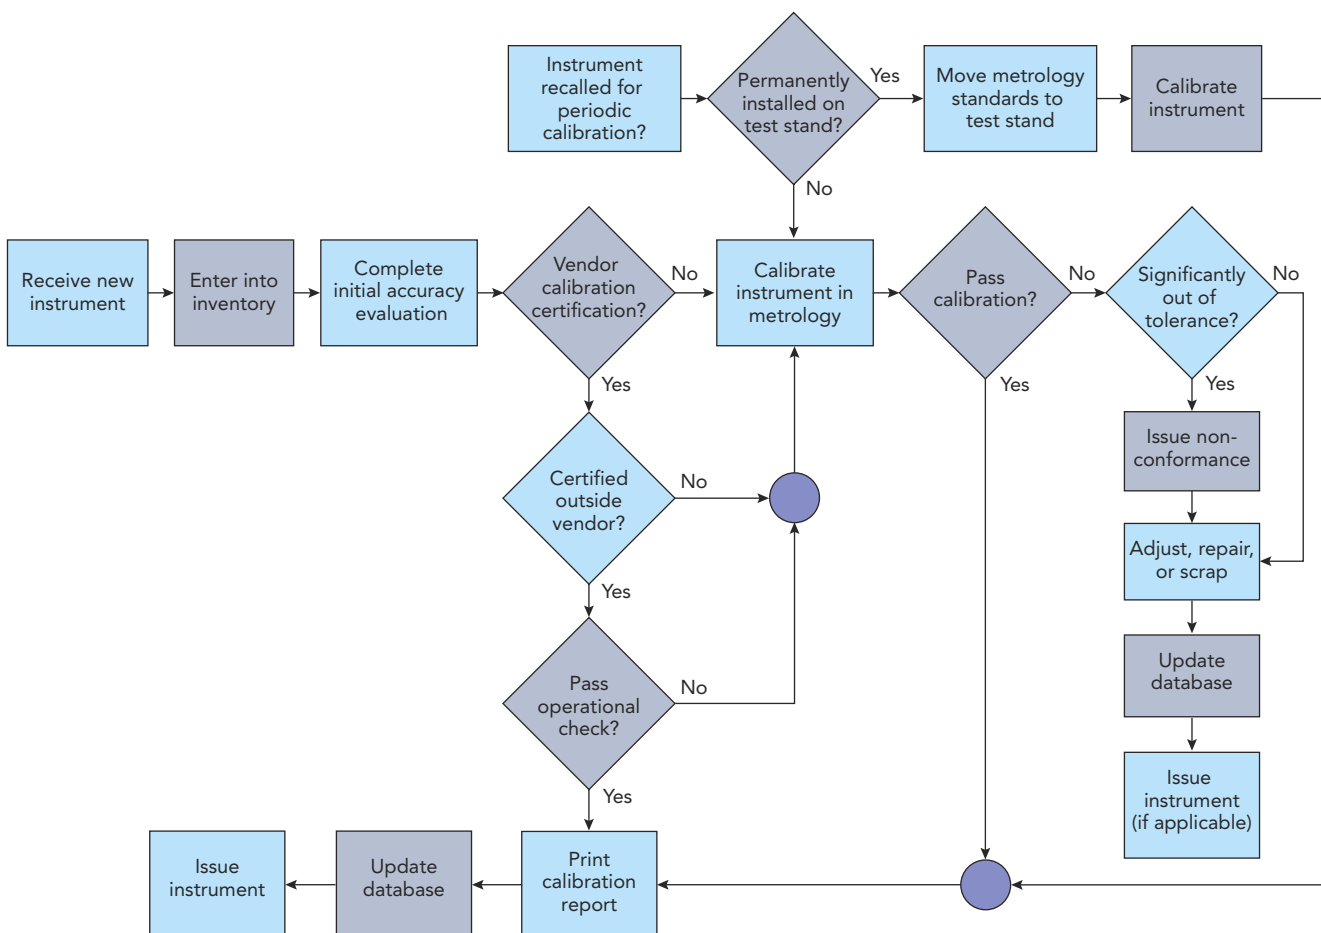 Instrument
recalled for
periodic
calibration?
Permanently
installed on
test stand?
Yes
Move metrology
standards to
test stand
Calibrate
instrument
No
Receive new
instrument
Enter into
inventory
Complete
initial accuracy
evaluation
Vendor
calibration
certification?
No
Calibrate
instrument in
metrology
Pass
calibration?
No
Significantly
out of
tolerance?
No
Yes
Yes
Yes
Issue non-
conformance
Certified
outside
vendor?
No
Adjust, repair,
or scrap
Yes
Pass
operational
check?
No
Update
database
Yes
Issue
instrument
(if applicable)
Issue
instrument
Update
database
Print
calibration
report